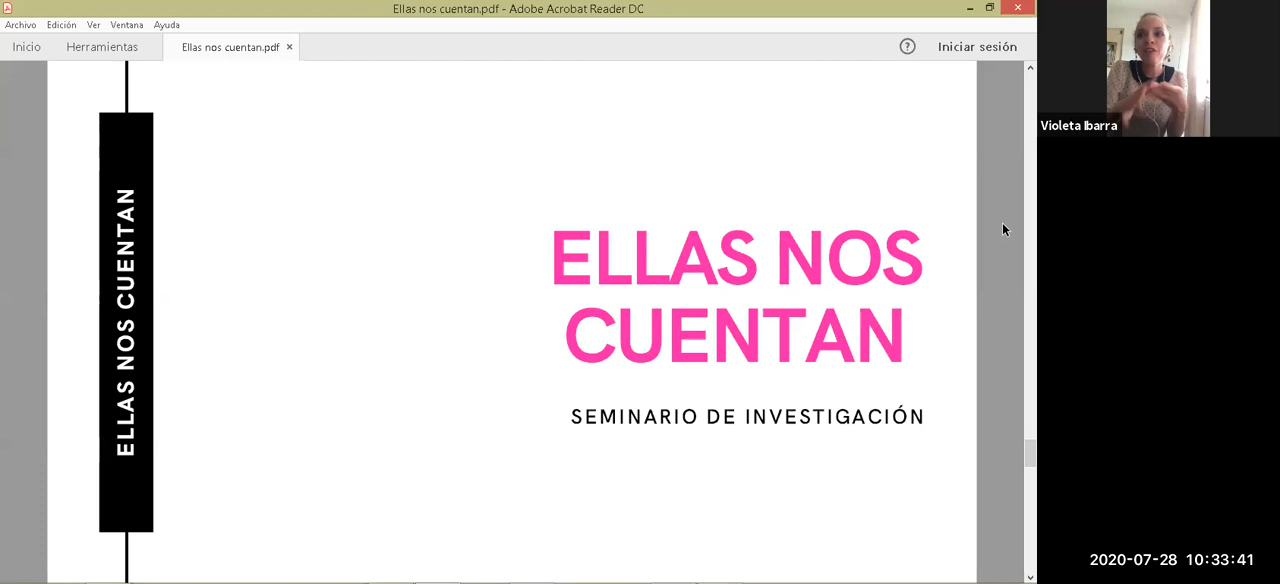 Ellas nos cuentan.pdf - Adobe Acrobat Reader DC
Archivo Edición Ver Ventana Ayuda
Inicio Herramientas Ellas nos cuentan.pdf × ? Iniciar sesión
ELLAS NOS CUENTAN
ELLAS NOS
CUENTAN
SEMINARIO DE INVESTIGACIÓN
Violeta Ibarra
2020-07-28 10:33:41